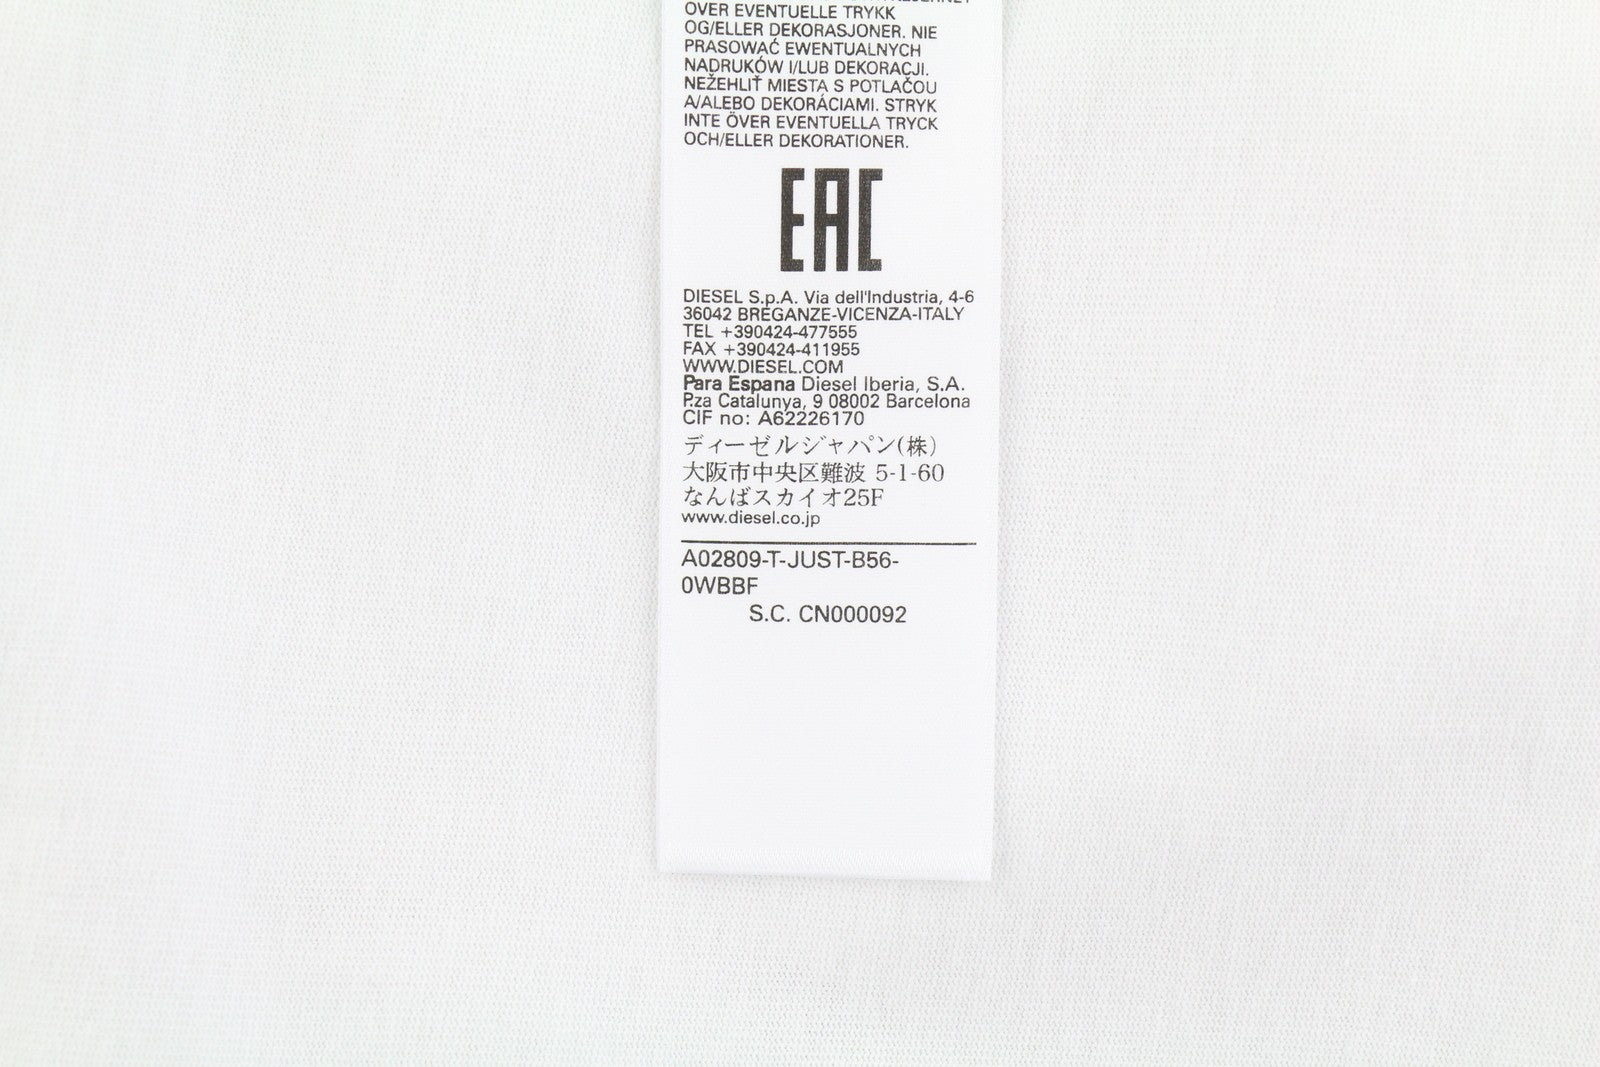 OVER EVENTUELLE TRYKK
OG/ELLER DEKORASJONER. NIE
PRASOWAĆ EWENTUALNYCH
NADRUKÓW I/LUB DEKORACJI.
NEŽEHLIŤ MIESTA S POTLAČOU
A/ALEBO DEKORÁCIAMI. STRYK
INTE ÖVER EVENTUELLA TRYCK
OCH/ELLER DEKORATIONER.
EAC
DIESEL S.p.A. Via dell'Industria, 4-6
36042 BREGANZE-VICENZA-ITALY
TEL +390424-477555
FAX +390424-411955
WWW.DIESEL.COM
Para Espana Diesel Iberia, S.A.
P.za Catalunya, 9 08002 Barcelona
CIF no: A62226170
ディーゼルジャパン(株)
大阪市中央区難波 5-1-60
なんばスカイオ25F
www.diesel.co.jp
A02809-T-JUST-B56-
0WBBF
S.C. CN000092